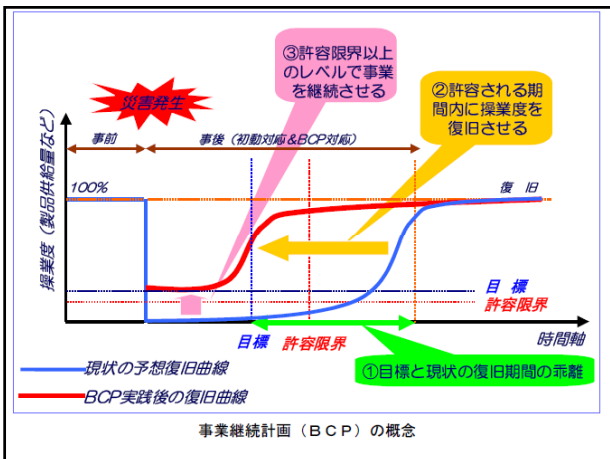 ③許容限界以上
のレベルで事業
を継続させる
災害発生
②許容される期
間内に操業度を
復旧させる
事前
事後（初動対応&BCP対応）
操業度（製品供給量など）
100%
復 旧
目 標
許容限界
目標
許容限界
時間軸
①目標と現状の復旧期間の乖離
現状の予想復旧曲線
BCP実践後の復旧曲線
事業継続計画（ＢＣＰ）の概念